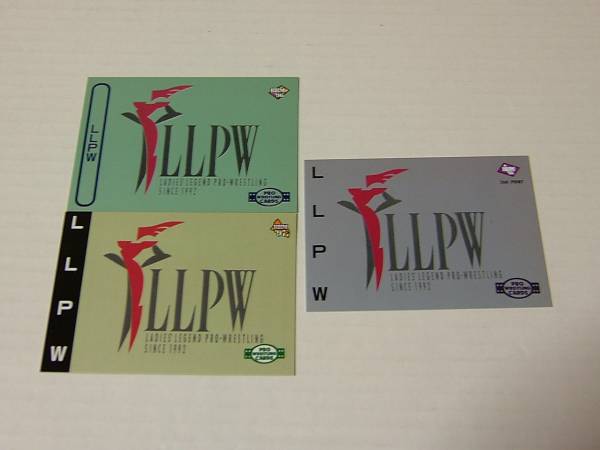 LLPW
LLPW
LADIES LEGEND PRO-WRESTLING
SINCE 1992
PRO
WRESTLING
CARDS
L
L
P
W
LLPW
LADIES LEGEND PRO-WRESTLING
SINCE 1992
PRO
WRESTLING
CARDS
L
L
P
W
LLPW
LADIES LEGEND PRO-WRESTLING
SINCE 1992
PRO
WRESTLING
CARDS